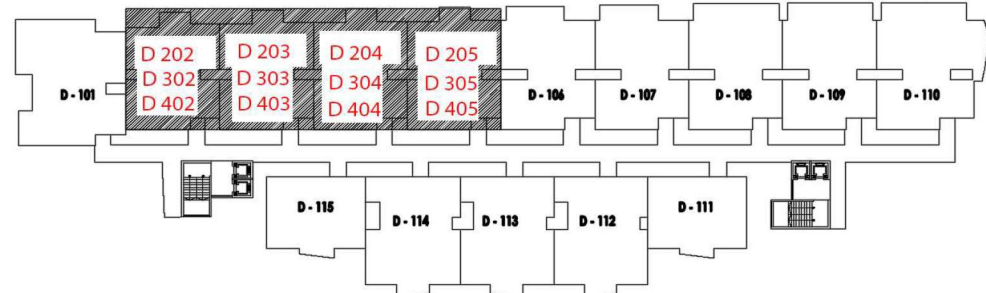 D 202
D 302
D 402
D 203
D 303
D 403
D 204
D 304
D 404
D 205
D 305
D 405
D - 101
D - 106
D - 107
D - 108
D - 109
D - 110
D - 115
D - 114
D - 113
D - 112
D - 111